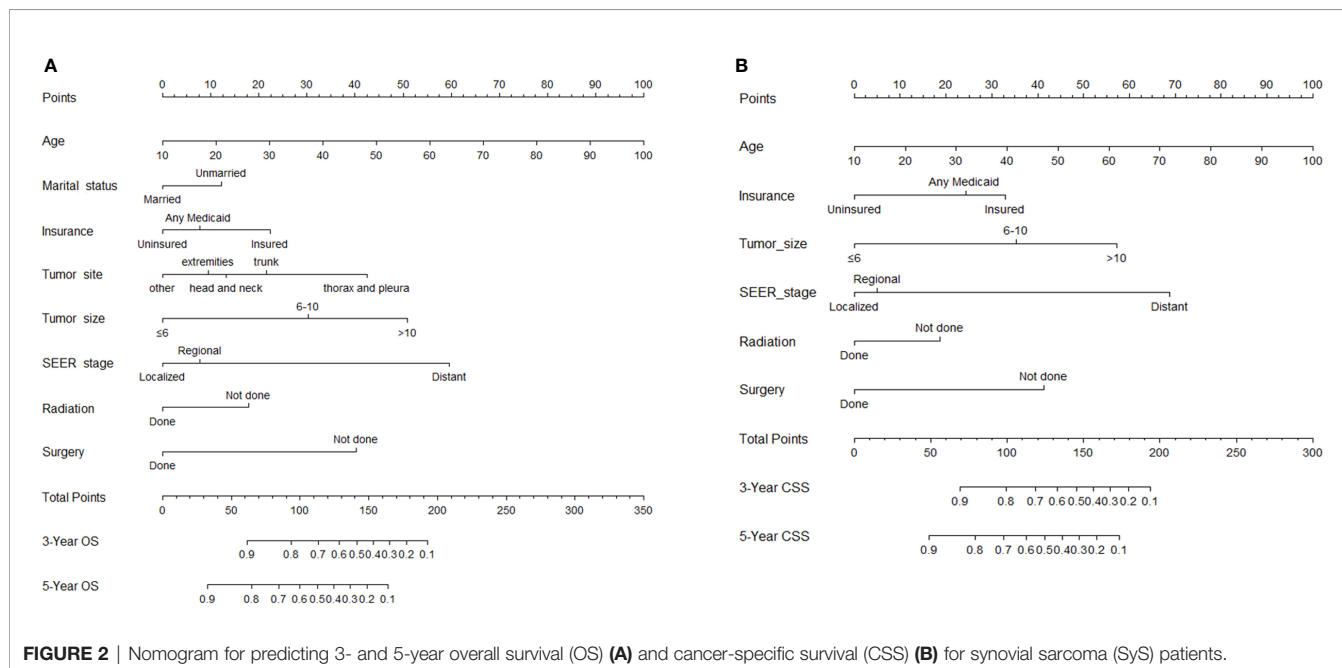 A
Points
0 10 20 30 40 50 60 70 80 90 100
Age
10 20 30 40 50 60 70 80 90 100
Marital status
Unmarried
Married
Insurance
Any Medicaid
Uninsured Insured
Tumor site
extremities trunk
other head and neck thorax and pleura
Tumor size
6-10
≤6 >10
SEER stage
Regional
Localized Distant
Radiation
Not done
Done
Surgery
Not done
Done
Total Points
0 50 100 150 200 250 300 350
3-Year OS
0.9 0.8 0.7 0.6 0.5 0.4 0.3 0.2 0.1
5-Year OS
0.9 0.8 0.7 0.6 0.5 0.4 0.3 0.2 0.1
B
Points
0 10 20 30 40 50 60 70 80 90 100
Age
10 20 30 40 50 60 70 80 90 100
Insurance
Any Medicaid
Uninsured Insured
Tumor_size
6-10
≤6 >10
SEER_stage
Regional
Localized Distant
Radiation
Not done
Done
Surgery
Not done
Done
Total Points
0 50 100 150 200 250 300
3-Year CSS
0.9 0.8 0.7 0.6 0.5 0.4 0.3 0.2 0.1
5-Year CSS
0.9 0.8 0.7 0.6 0.5 0.4 0.3 0.2 0.1
FIGURE 2 | Nomogram for predicting 3- and 5-year overall survival (OS) (A) and cancer-specific survival (CSS) (B) for synovial sarcoma (SyS) patients.